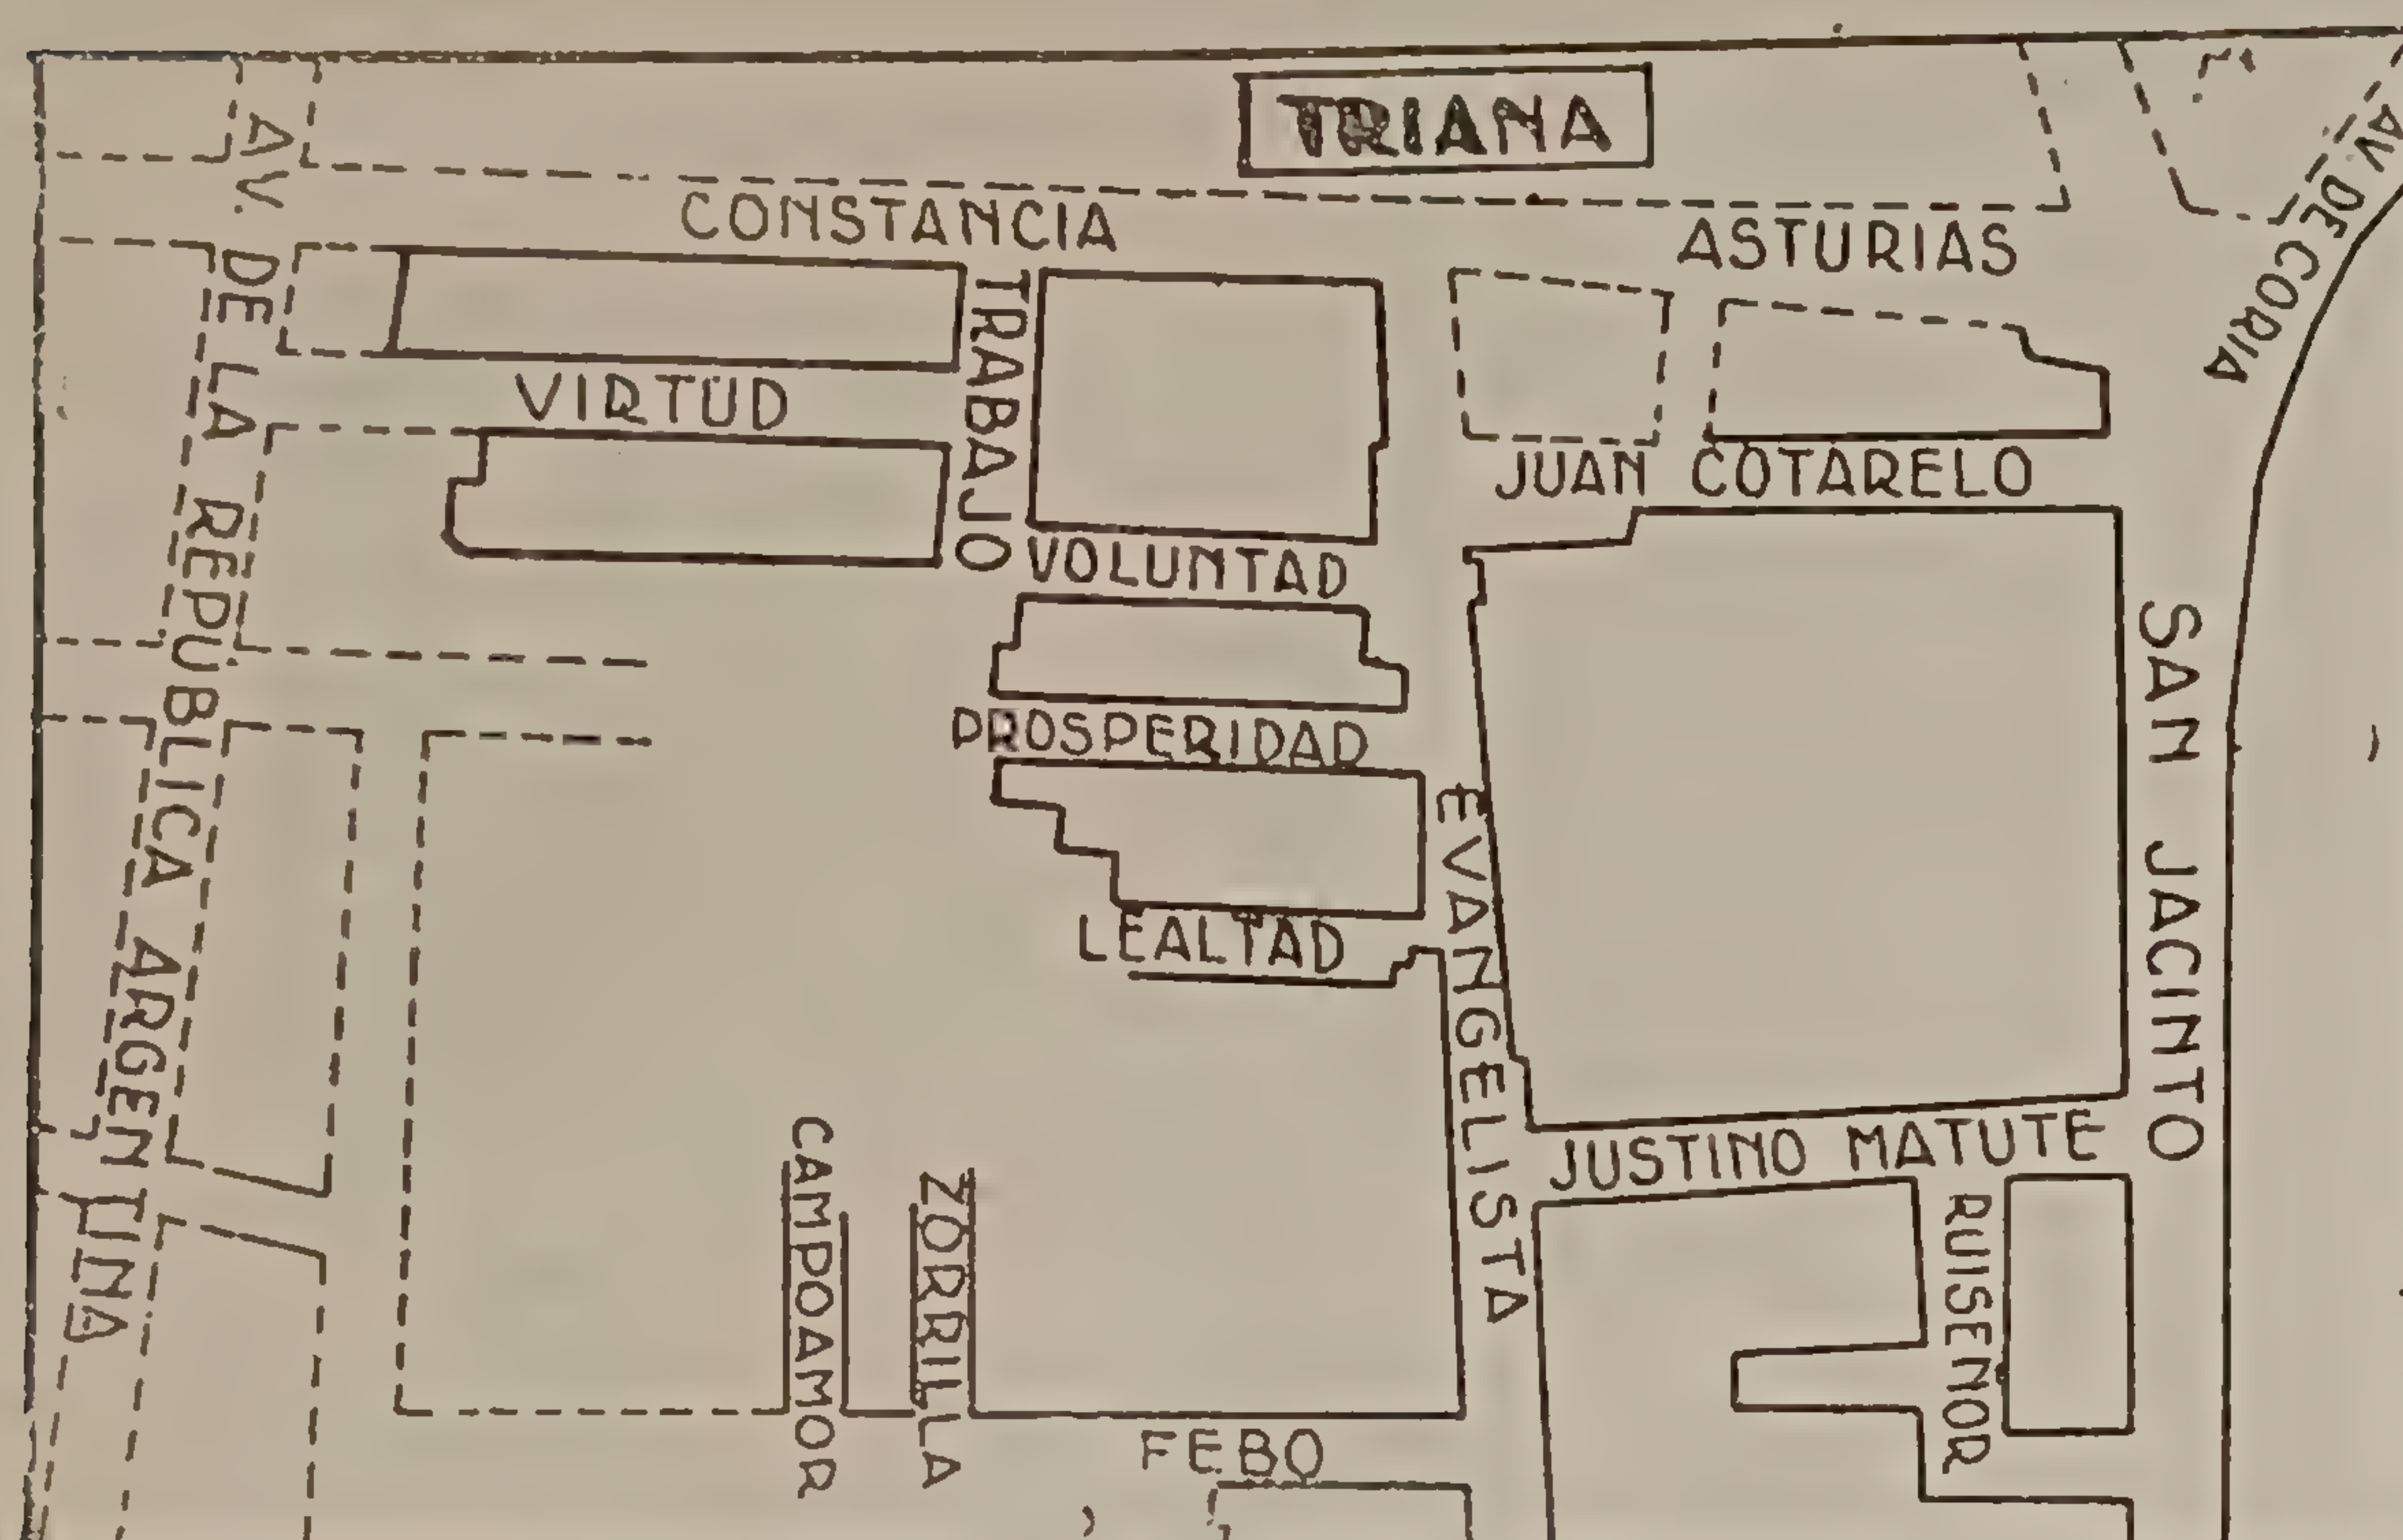 TRIANA
AV. DE CORIA
CONSTANCIA
ASTURIAS
AV. DE LA REPÚBLICA ARGENTINA
VIRTUD
TRABAJO
JUAN COTARELO
VOLUNTAD
PROSPERIDAD
SAN JACINTO
EVANGELISTA
LEALTAD
JUSTINO MATUTE
CAMPOAMOR
ZORRILLA
RUISEÑOR
FEBO